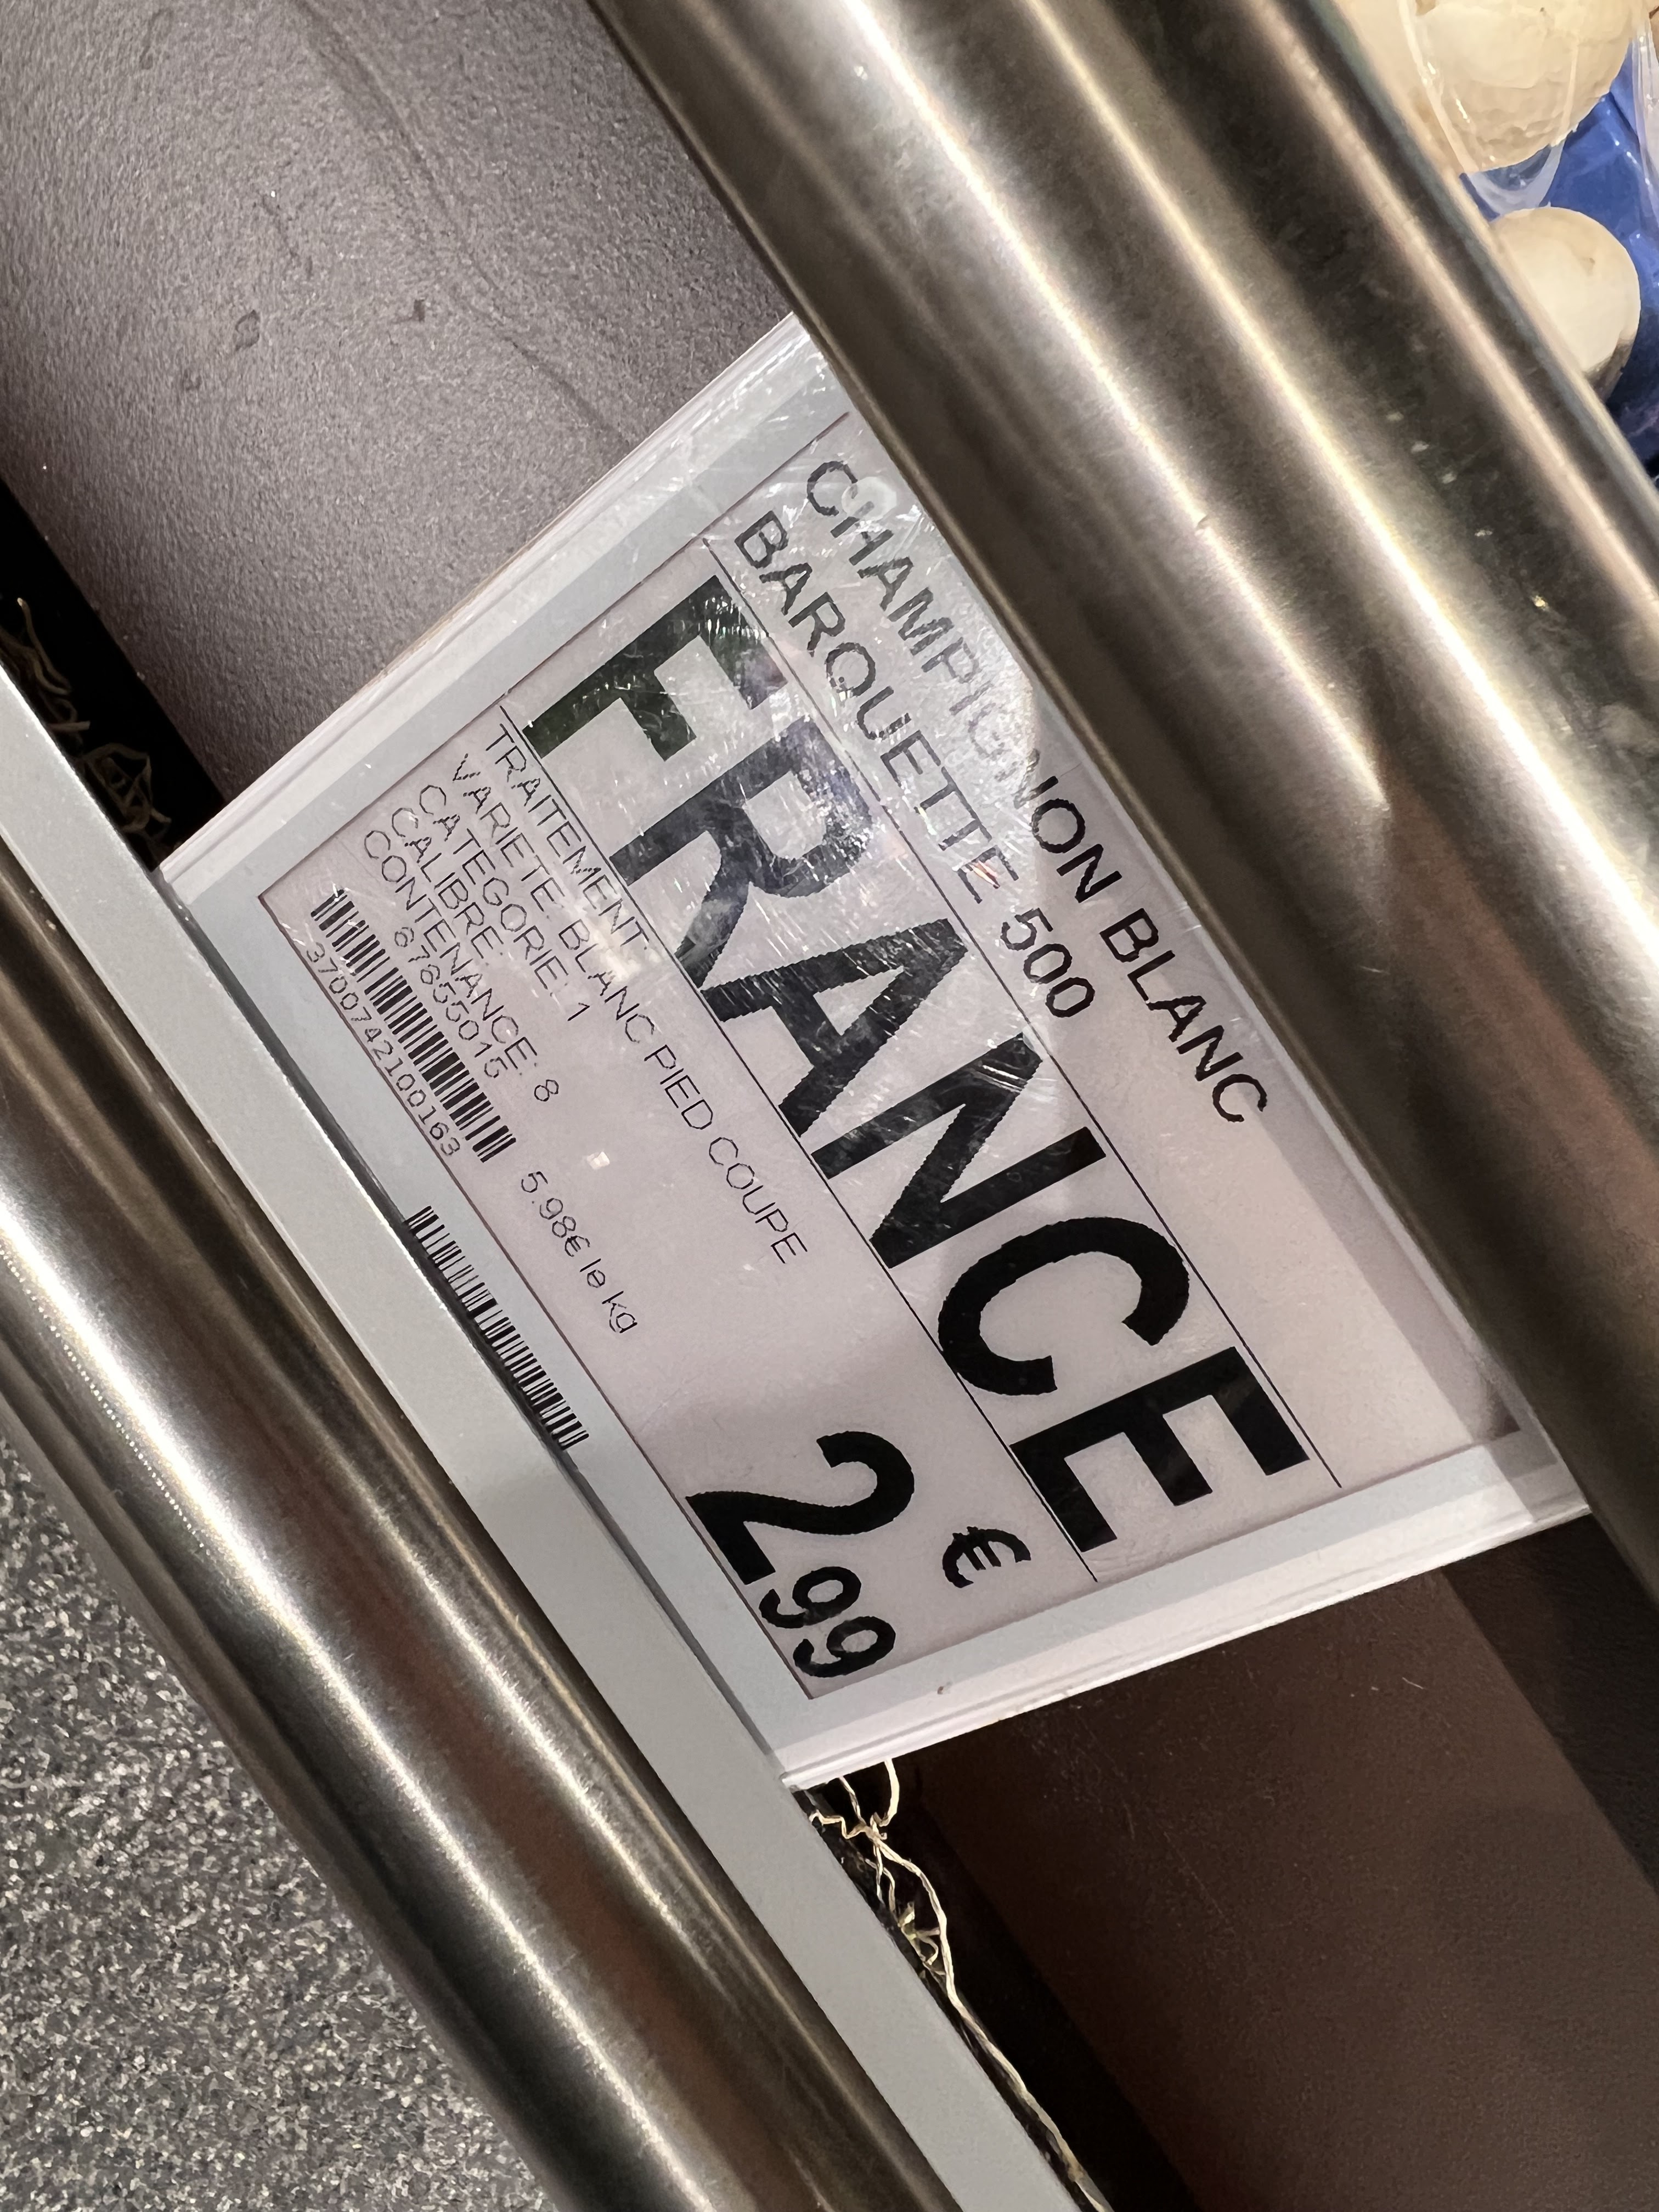 CHAMPIGNON BLANC
BARQUETTE 500
FRANCE
TRAITEMENT:
VARIETE: BLANC PIED COUPE
CATEGORIE: 1
CALIBRE:
CONTENANCE: 8
3700742100163
5.98€ le kg
2€99